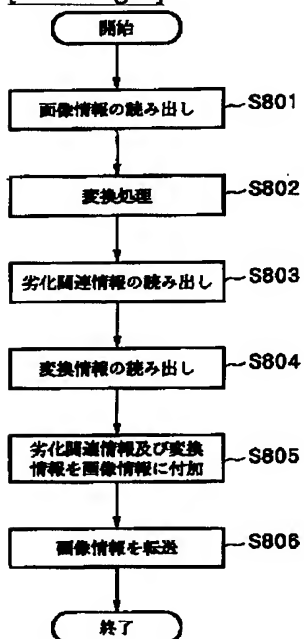 開始
画像情報の読み出し
S801
変換処理
S802
劣化関連情報の読み出し
S803
変換情報の読み出し
S804
劣化関連情報及び変換
情報を画像情報に付加
S805
画像情報を転送
S806
終了